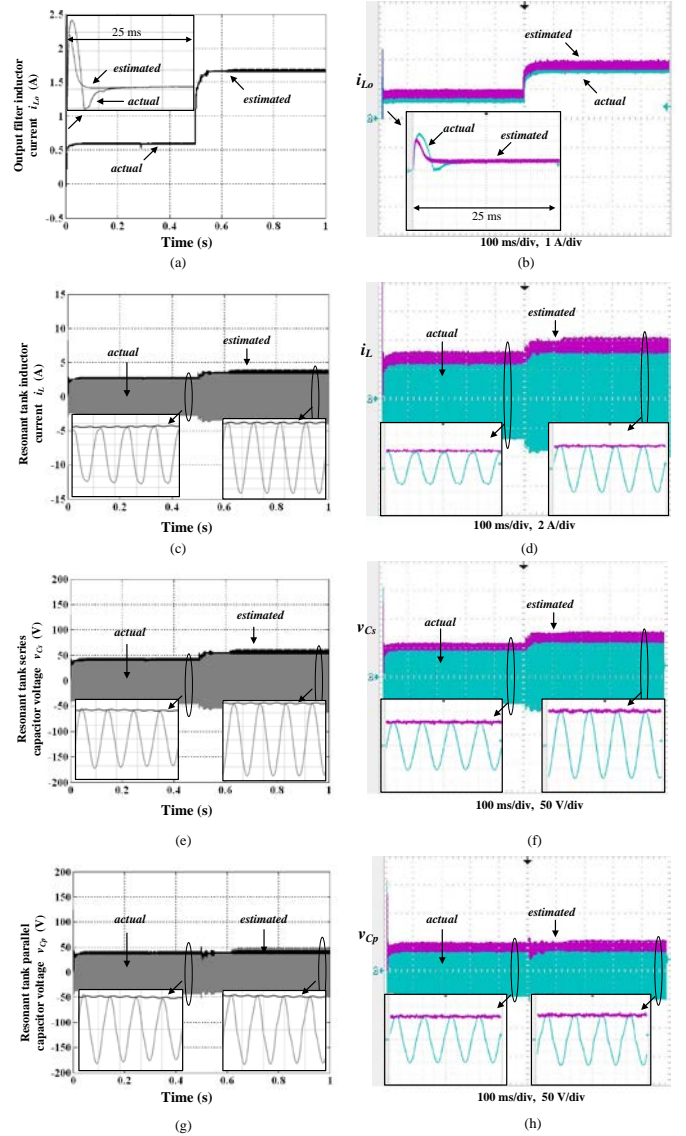 Output filter inductor
current iLo (A)
2.5
2
1.5
1
0.5
0
-2.5
25 ms
estimated
actual
estimated
actual
0
0.2
0.4
0.6
0.8
1
Time (s)
(a)
iLo
estimated
actual
actual
estimated
25 ms
100 ms/div, 1 A/div
(b)
Resonant tank inductor
current iL (A)
15
10
5
0
-5
-10
-15
actual
estimated
0
0.2
0.4
0.6
0.8
1
Time (s)
(c)
iL
actual
estimated
100 ms/div, 2 A/div
(d)
Resonant tank series
capacitor voltage vCs (V)
200
150
100
50
0
-50
-100
-150
-200
actual
estimated
0
0.2
0.4
0.6
0.8
1
Time (s)
(e)
vCs
actual
estimated
100 ms/div, 50 V/div
(f)
Resonant tank parallel
capacitor voltage vCp (V)
200
150
100
50
0
-50
-100
-150
-200
actual
estimated
0
0.2
0.4
0.6
0.8
1
Time (s)
(g)
vCp
actual
estimated
100 ms/div, 50 V/div
(h)